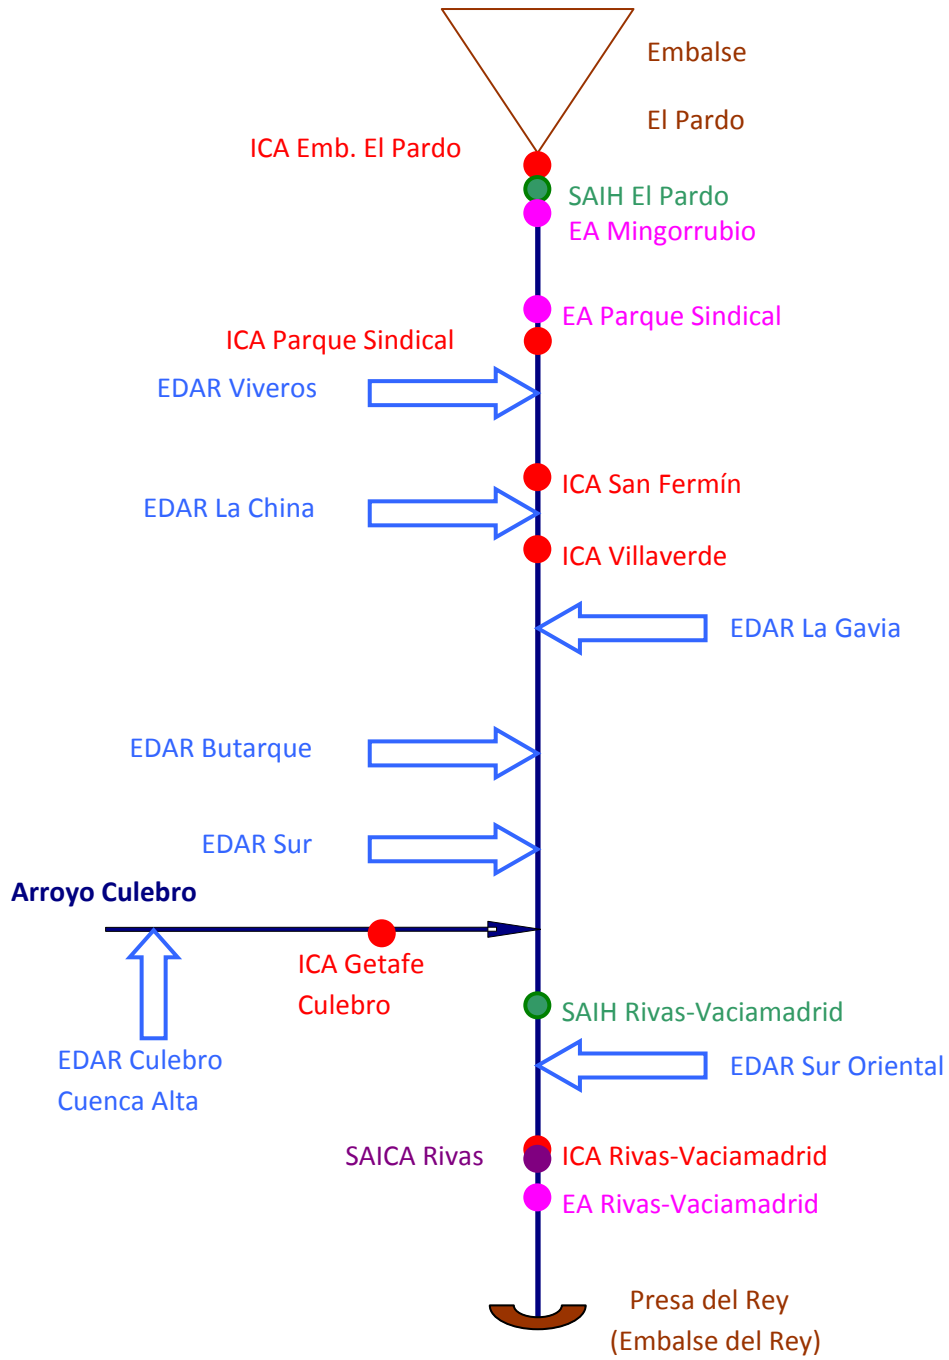 Embalse
El Pardo
ICA Emb. El Pardo
SAIH El Pardo
EA Mingorrubio
EA Parque Sindical
ICA Parque Sindical
EDAR Viveros
ICA San Fermín
EDAR La China
ICA Villaverde
EDAR La Gavia
EDAR Butarque
EDAR Sur
Arroyo Culebro
ICA Getafe
Culebro
SAIH Rivas-Vaciamadrid
EDAR Culebro
Cuenca Alta
EDAR Sur Oriental
SAICA Rivas
ICA Rivas-Vaciamadrid
EA Rivas-Vaciamadrid
Presa del Rey
(Embalse del Rey)